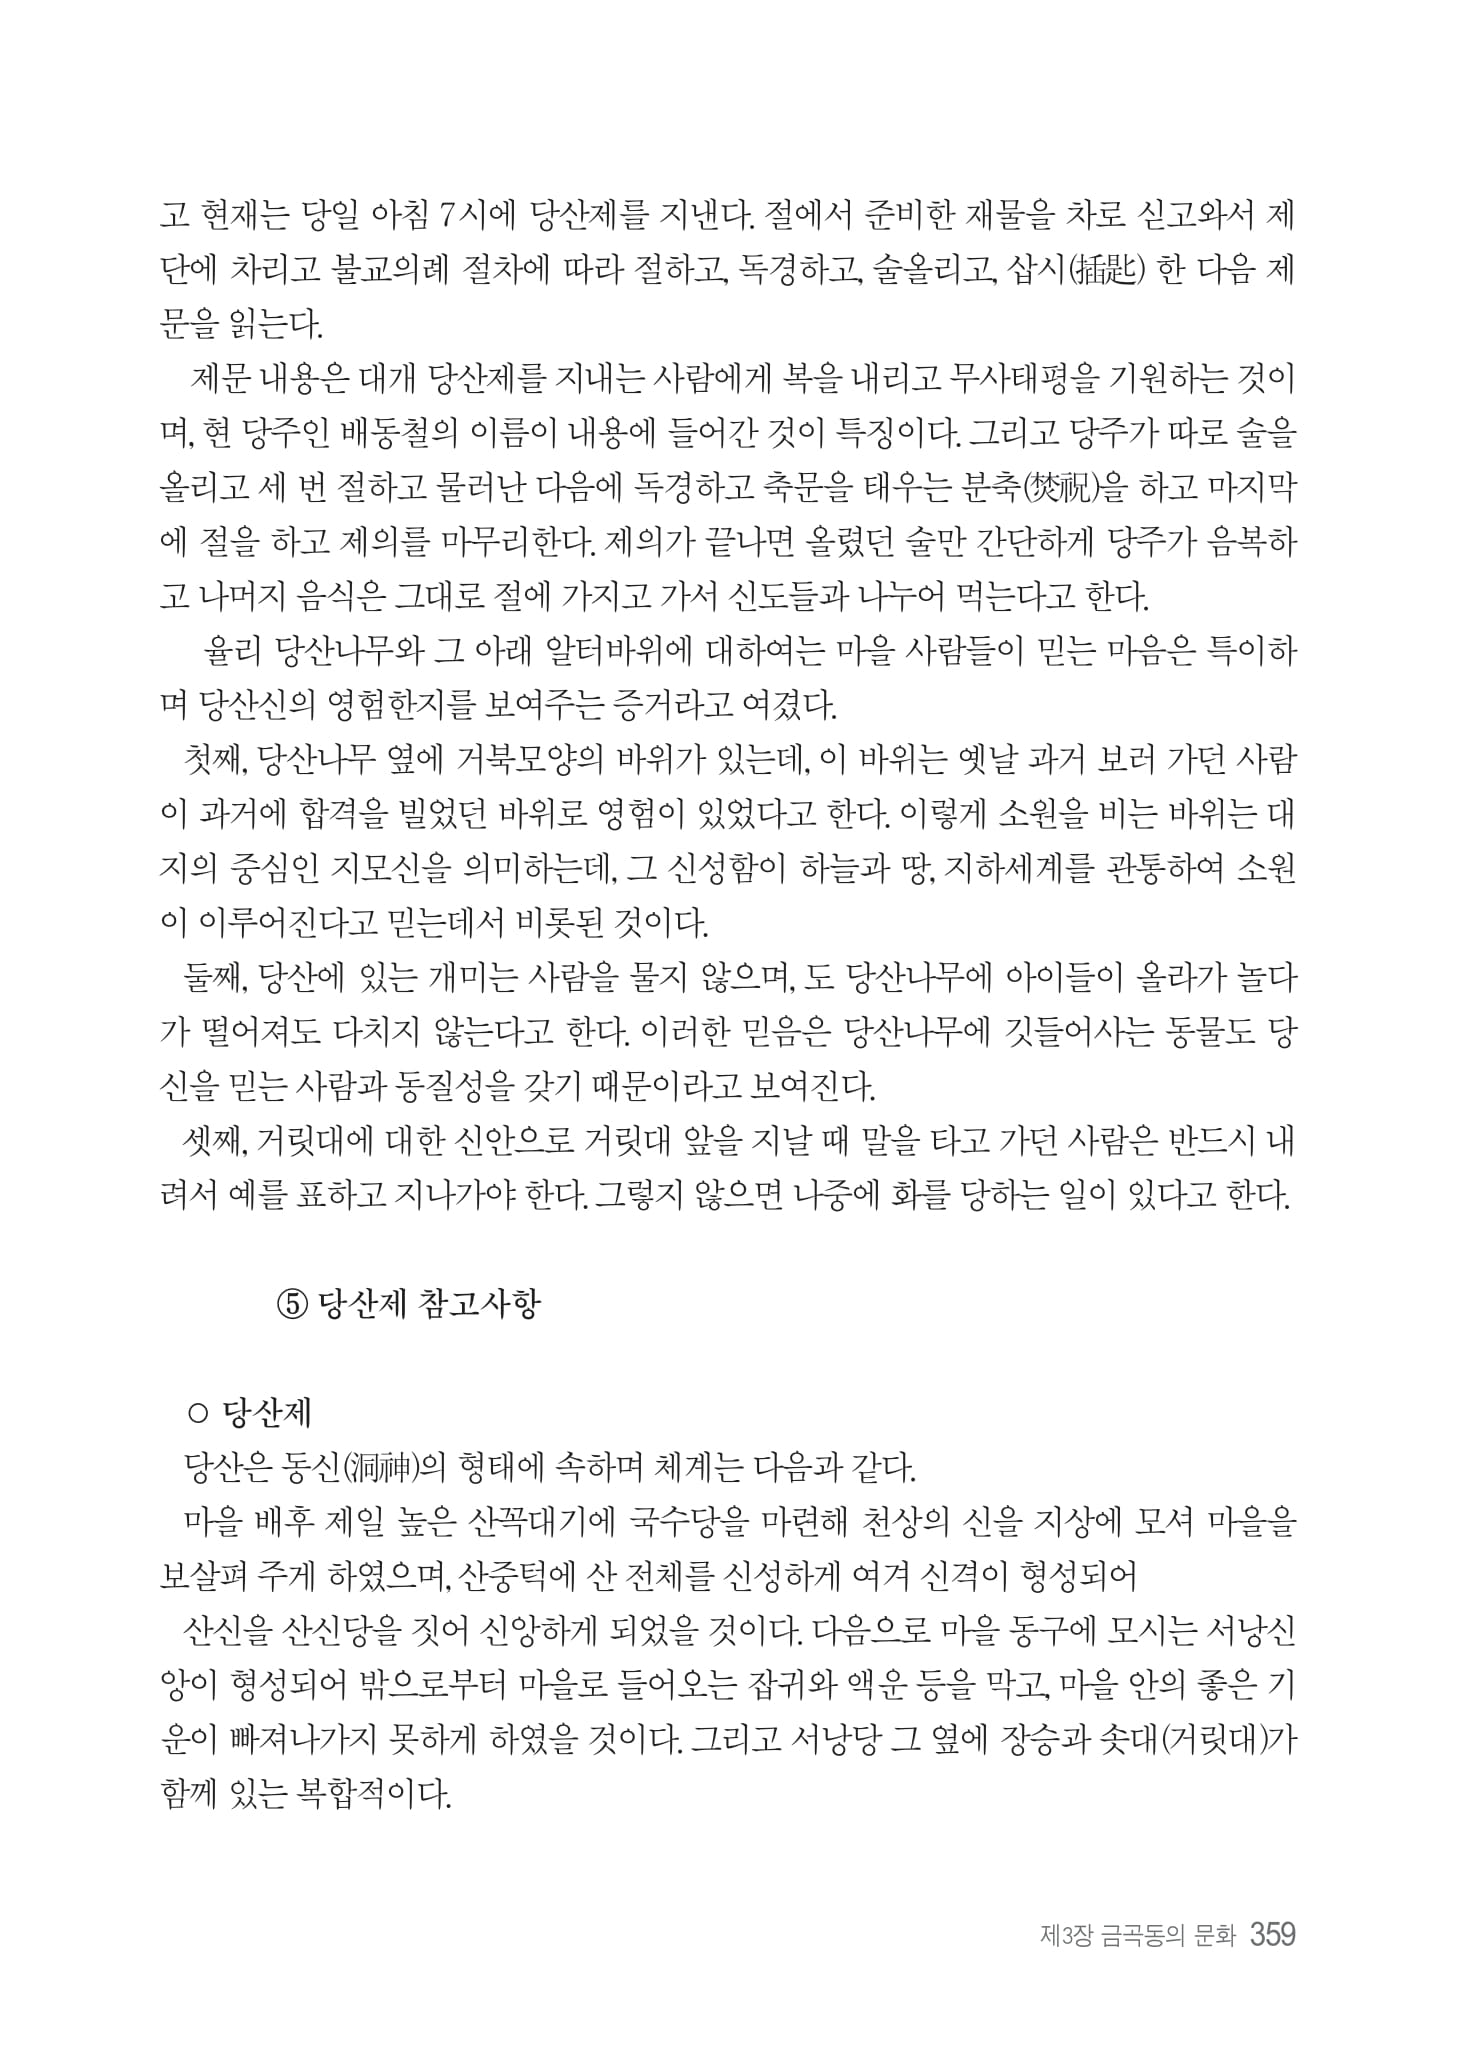 고 현재는 당일 아침 7시에 당산제를 지낸다. 절에서 준비한 재물을 차로 싣고와서 제
단에 차리고 불교의례 절차에 따라 절하고, 독경하고, 술올리고, 삽시(揷匙) 한 다음 제
문을 읽는다.
제문 내용은 대개 당산제를 지내는 사람에게 복을 내리고 무사태평을 기원하는 것이
며, 현 당주인 배동철의 이름이 내용에 들어간 것이 특징이다. 그리고 당주가 따로 술을
올리고 세 번 절하고 물러난 다음에 독경하고 축문을 태우는 분축(焚祝)을 하고 마지막
에 절을 하고 제의를 마무리한다. 제의가 끝나면 올렸던 술만 간단하게 당주가 음복하
고 나머지 음식은 그대로 절에 가지고 가서 신도들과 나누어 먹는다고 한다.
율리 당산나무와 그 아래 알터바위에 대하여는 마을 사람들이 믿는 마음은 특이하
며 당산신의 영험한지를 보여주는 증거라고 여겼다.
첫째, 당산나무 옆에 거북모양의 바위가 있는데, 이 바위는 옛날 과거 보러 가던 사람
이 과거에 합격을 빌었던 바위로 영험이 있었다고 한다. 이렇게 소원을 비는 바위는 대
지의 중심인 지모신을 의미하는데, 그 신성함이 하늘과 땅, 지하세계를 관통하여 소원
이 이루어진다고 믿는데서 비롯된 것이다.
둘째, 당산에 있는 개미는 사람을 물지 않으며, 도 당산나무에 아이들이 올라가 놀다
가 떨어져도 다치지 않는다고 한다. 이러한 믿음은 당산나무에 깃들어사는 동물도 당
신을 믿는 사람과 동질성을 갖기 때문이라고 보여진다.
셋째, 거릿대에 대한 신안으로 거릿대 앞을 지날 때 말을 타고 가던 사람은 반드시 내
려서 예를 표하고 지나가야 한다. 그렇지 않으면 나중에 화를 당하는 일이 있다고 한다.
⑤ 당산제 참고사항
○ 당산제
당산은 동신(洞神)의 형태에 속하며 체계는 다음과 같다.
마을 배후 제일 높은 산꼭대기에 국수당을 마련해 천상의 신을 지상에 모셔 마을을
보살펴 주게 하였으며, 산중턱에 산 전체를 신성하게 여겨 신격이 형성되어
산신을 산신당을 짓어 신앙하게 되었을 것이다. 다음으로 마을 동구에 모시는 서낭신
앙이 형성되어 밖으로부터 마을로 들어오는 잡귀와 액운 등을 막고, 마을 안의 좋은 기
운이 빠져나가지 못하게 하였을 것이다. 그리고 서낭당 그 옆에 장승과 솟대(거릿대)가
함께 있는 복합적이다.
제3장 금곡동의 문화 359